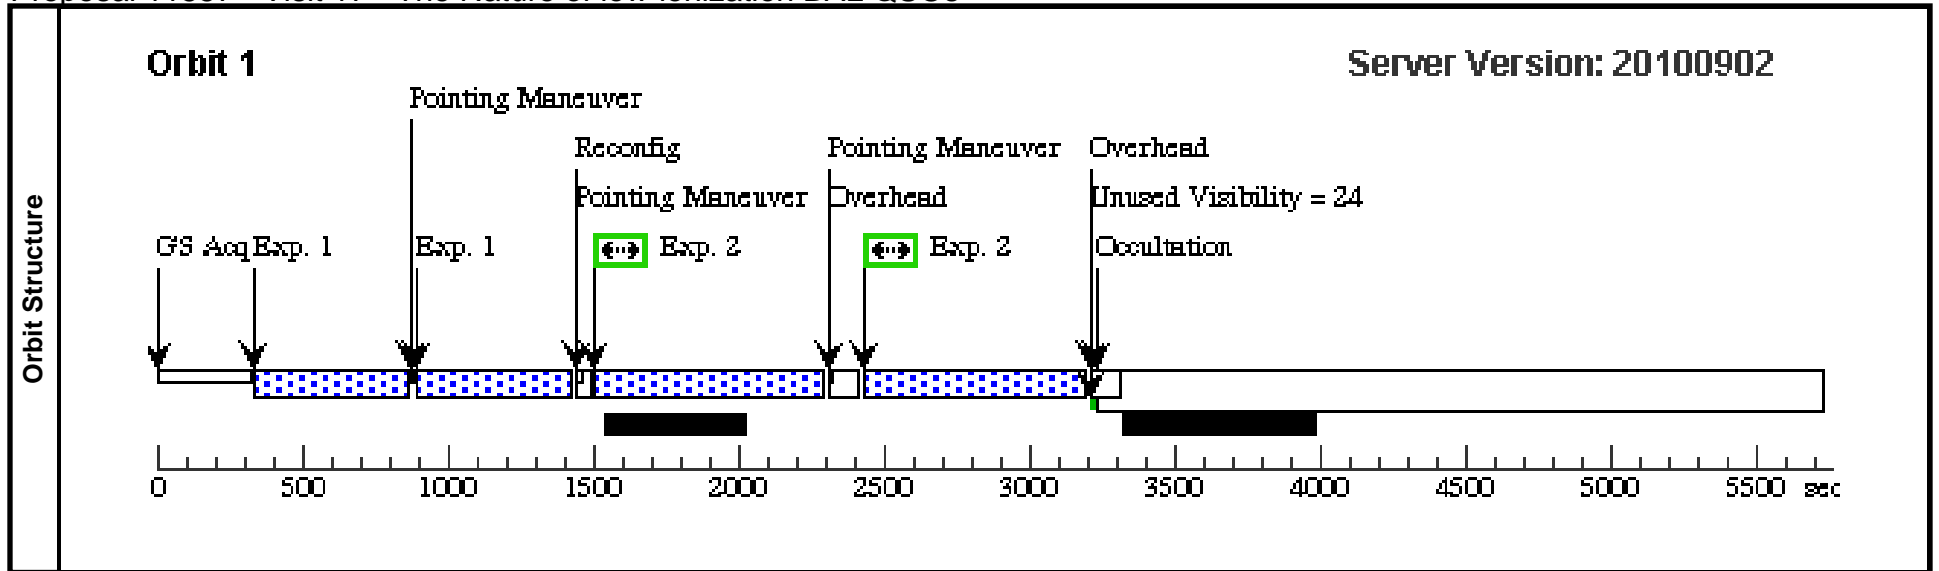 Orbit Structure
Orbit 1
Server Version: 20100902
Pointing Maneuver
Reconfig
Pointing Maneuver
Overhead
Pointing Maneuver
Overhead
Unused Visibility = 24
GS Acq
Exp. 1
Exp. 1
Exp. 2
Exp. 2
Occultation
0 500 1000 1500 2000 2500 3000 3500 4000 4500 5000 5500 sec